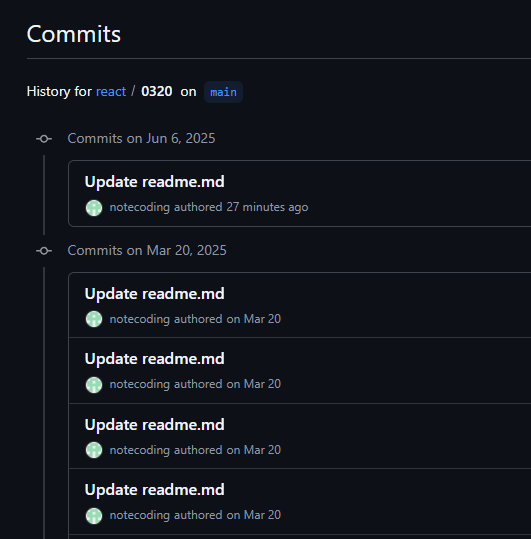 Commits
History for react / 0320 on main
Commits on Jun 6, 2025
Update readme.md
notecoding authored 27 minutes ago
Commits on Mar 20, 2025
Update readme.md
notecoding authored on Mar 20
Update readme.md
notecoding authored on Mar 20
Update readme.md
notecoding authored on Mar 20
Update readme.md
notecoding authored on Mar 20